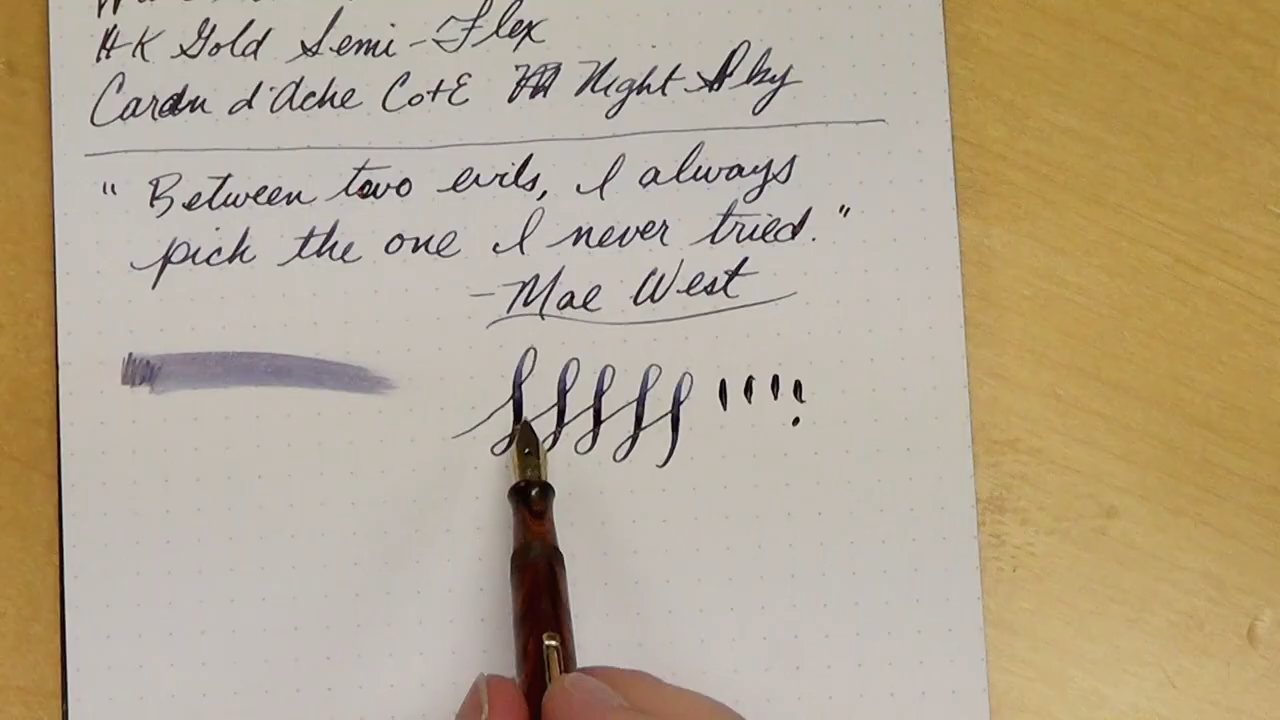 14K Gold Semi-Flex
Caran d'Ache CotE Night Sky
"Between two evils, I always
pick the one I never tried."
- Mae West